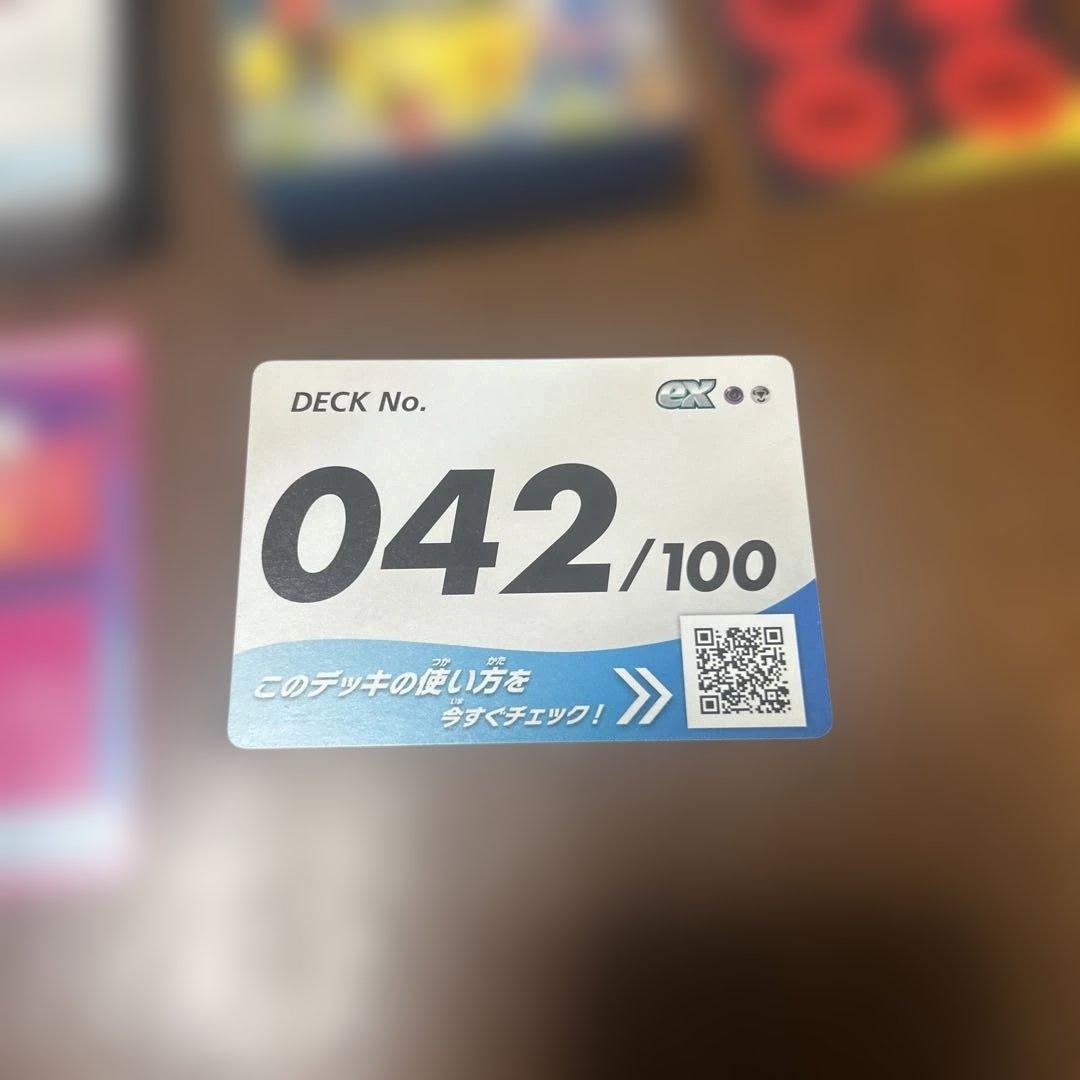 DECK No.
ex
042/100
このデッキの使い方を
今すぐチェック!